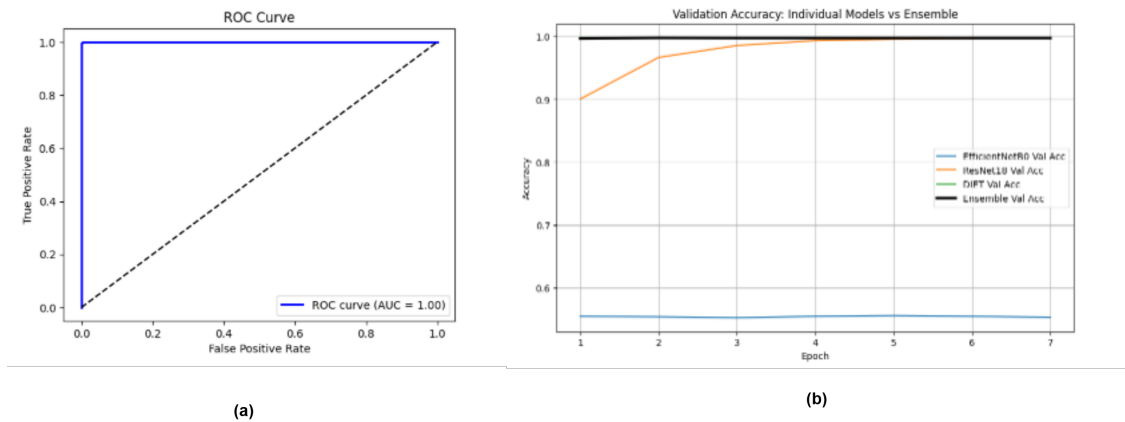 ROC Curve
1.0
0.8
0.6
0.4
0.2
0.0
True Positive Rate
ROC curve (AUC = 1.00)
0.0 0.2 0.4 0.6 0.8 1.0
False Positive Rate
(a)
Validation Accuracy: Individual Models vs Ensemble
1.0
0.9
0.8
0.7
0.6
Accuracy
EfficientNetB0 Val Acc
ResNet18 Val Acc
Val Acc
Ensemble Val Acc
1 2 3 4 5 6 7
Epoch
(b)